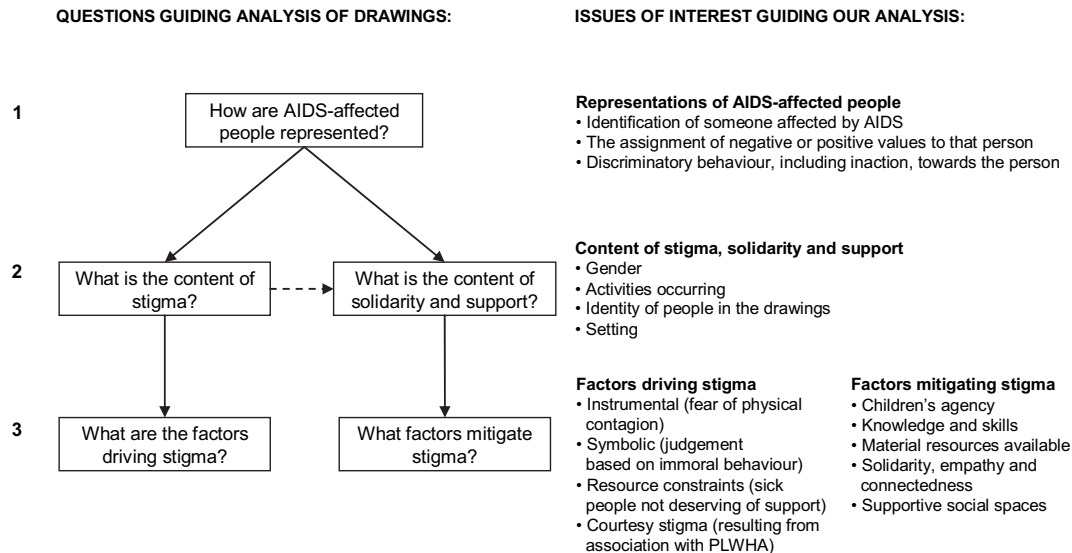 QUESTIONS GUIDING ANALYSIS OF DRAWINGS:
ISSUES OF INTEREST GUIDING OUR ANALYSIS:
1
How are AIDS-affected
people represented?
Representations of AIDS-affected people
• Identification of someone affected by AIDS
• The assignment of negative or positive values to that person
• Discriminatory behaviour, including inaction, towards the person
2
What is the content of
stigma?
What is the content of
solidarity and support?
Content of stigma, solidarity and support
• Gender
• Activities occurring
• Identity of people in the drawings
• Setting
3
What are the factors
driving stigma?
What factors mitigate
stigma?
Factors driving stigma
• Instrumental (fear of physical
contagion)
• Symbolic (judgement
based on immoral behaviour)
• Resource constraints (sick
people not deserving of support)
• Courtesy stigma (resulting from
association with PLWHA)
Factors mitigating stigma
• Children's agency
• Knowledge and skills
• Material resources available
• Solidarity, empathy and
connectedness
• Supportive social spaces